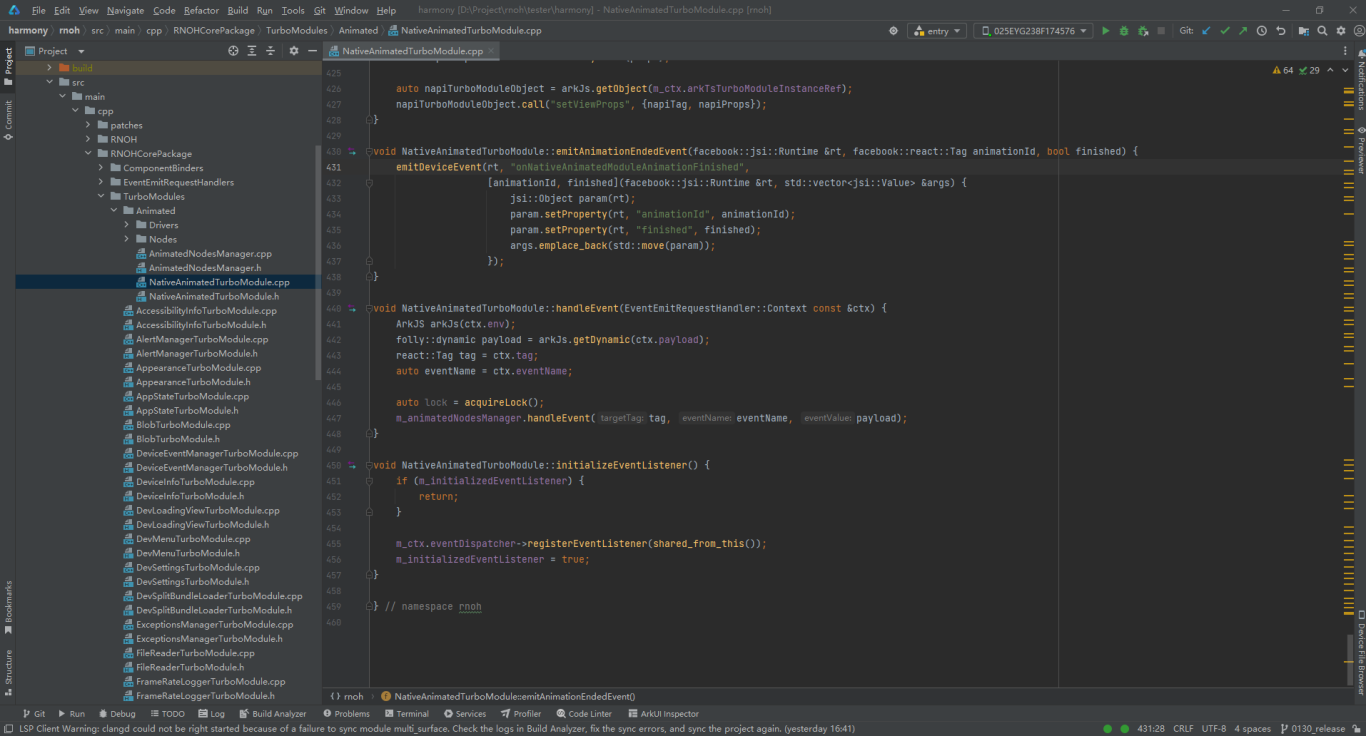 File Edit View Navigate Code Refactor Build Run Tools Git Window Help harmony [D:\Project\rnoh\tester\harmony] - NativeAnimatedTurboModule.cpp [rnoh]
harmony rnoh src main cpp RNOHCorePackage TurboModules Animated NativeAnimatedTurboModule.cpp entry 025EYG238F174576 Git:
Project NativeAnimatedTurboModule.cpp
Project
Commit
Bookmarks
Structure
build
src
main
cpp
patches
RNOH
RNOHCorePackage
ComponentBinders
EventEmitRequestHandlers
TurboModules
Animated
Drivers
Nodes
AnimatedNodesManager.cpp
AnimatedNodesManager.h
NativeAnimatedTurboModule.cpp
NativeAnimatedTurboModule.h
AccessibilityInfoTurboModule.cpp
AccessibilityInfoTurboModule.h
AlertManagerTurboModule.cpp
AlertManagerTurboModule.h
AppearanceTurboModule.cpp
AppearanceTurboModule.h
AppStateTurboModule.cpp
AppStateTurboModule.h
BlobTurboModule.cpp
BlobTurboModule.h
DeviceEventManagerTurboModule.cpp
DeviceEventManagerTurboModule.h
DeviceInfoTurboModule.cpp
DeviceInfoTurboModule.h
DevLoadingViewTurboModule.cpp
DevLoadingViewTurboModule.h
DevMenuTurboModule.cpp
DevMenuTurboModule.h
DevSettingsTurboModule.cpp
DevSettingsTurboModule.h
DevSplitBundleLoaderTurboModule.cpp
DevSplitBundleLoaderTurboModule.h
ExceptionsManagerTurboModule.cpp
ExceptionsManagerTurboModule.h
FileReaderTurboModule.cpp
FileReaderTurboModule.h
FrameRateLoggerTurboModule.cpp
FrameRateLoggerTurboModule.h
64 29
425
426 auto napiTurboModuleObject = arkJs.getObject(m_ctx.arkTsTurboModuleInstanceRef);
427 napiTurboModuleObject.call("setViewProps", {napiTag, napiProps});
428 }
429
430 void NativeAnimatedTurboModule::emitAnimationEndedEvent(facebook::jsi::Runtime &rt, facebook::react::Tag animationId, bool finished) {
431 emitDeviceEvent(rt, "onNativeAnimatedModuleAnimationFinished",
432 [animationId, finished](facebook::jsi::Runtime &rt, std::vector<jsi::Value> &args) {
433 jsi::Object param(rt);
434 param.setProperty(rt, "animationId", animationId);
435 param.setProperty(rt, "finished", finished);
436 args.emplace_back(std::move(param));
437 });
438 }
439
440 void NativeAnimatedTurboModule::handleEvent(EventEmitRequestHandler::Context const &ctx) {
441 ArkJS arkJs(ctx.env);
442 folly::dynamic payload = arkJs.getDynamic(ctx.payload);
443 react::Tag tag = ctx.tag;
444 auto eventName = ctx.eventName;
445
446 auto lock = acquireLock();
447 m_animatedNodesManager.handleEvent( targetTag: tag, eventName: eventName, eventValue: payload);
448 }
449
450 void NativeAnimatedTurboModule::initializeEventListener() {
451 if (m_initializedEventListener) {
452 return;
453 }
454
455 m_ctx.eventDispatcher->registerEventListener(shared_from_this());
456 m_initializedEventListener = true;
457 }
458
459 } // namespace rnoh
460
Notifications
Previewer
Device File Browser
rnoh f NativeAnimatedTurboModule::emitAnimationEndedEvent()
Git Run Debug TODO Log Build Analyzer Problems Terminal Services Profiler Code Linter ArkUI Inspector
LSP Client Warning: clangd could not be right started because of a failure to sync module multi_surface. Check the logs in Build Analyzer, fix the sync errors, and sync the project again. (yesterday 16:41) 431:28 CRLF UTF-8 4 spaces 0130_release